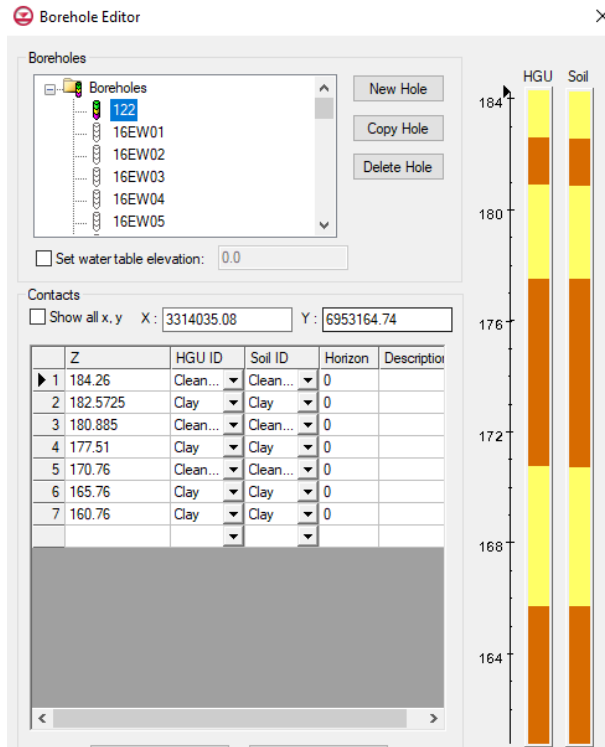 Borehole Editor
Boreholes
Boreholes
122
16EW01
16EW02
16EW03
16EW04
16EW05
New Hole
Copy Hole
Delete Hole
Set water table elevation: 0.0
Contacts
Show all x, y X: 3314035.08 Y: 6953164.74
Z HGU ID Soil ID Horizon Description
1 184.26 Clean... Clean... 0
2 182.5725 Clay Clay 0
3 180.885 Clean... Clean... 0
4 177.51 Clay Clay 0
5 170.76 Clean... Clean... 0
6 165.76 Clay Clay 0
7 160.76 Clay Clay 0
HGU Soil
184
180
176
172
168
164